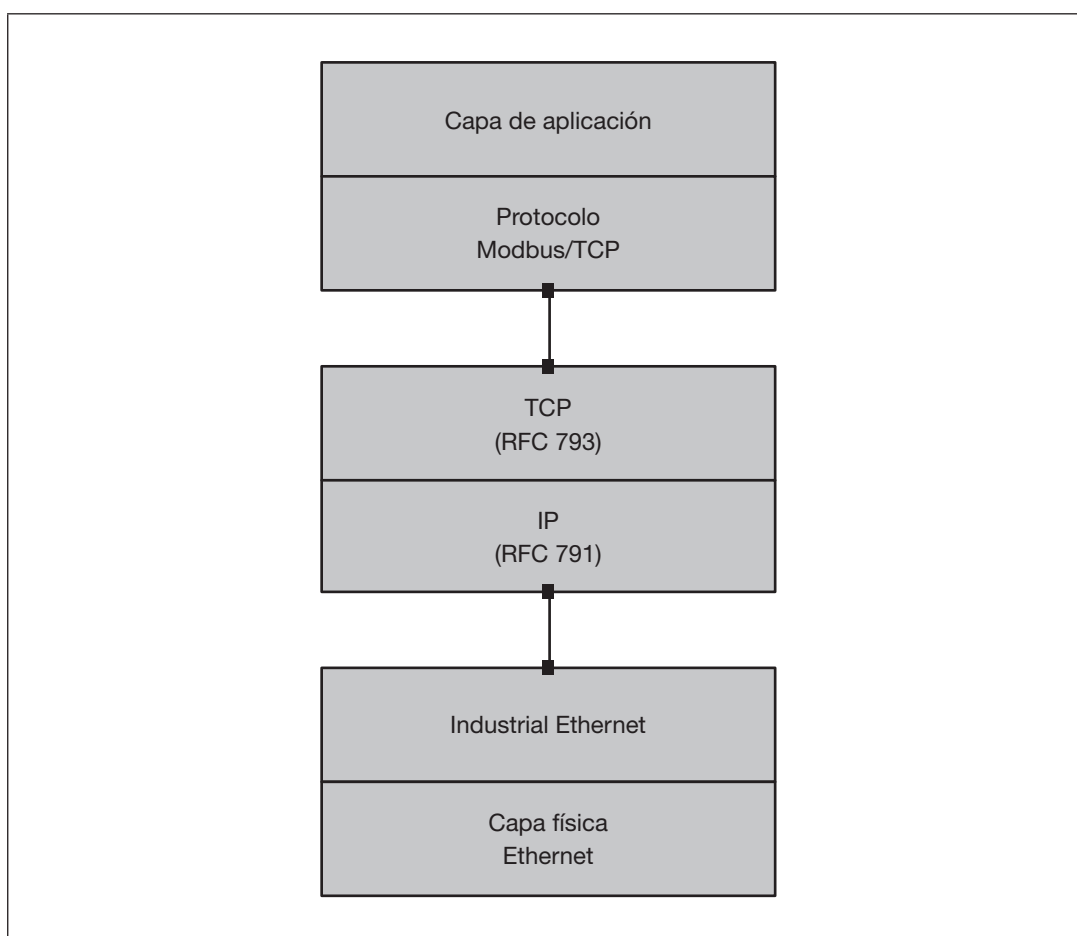 Capa de aplicación
Protocolo
Modbus/TCP
TCP
(RFC 793)
IP
(RFC 791)
Industrial Ethernet
Capa física
Ethernet